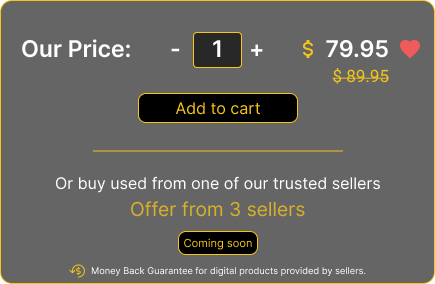 Our Price: - 1 + $ 79.95
$ 89.95
Add to cart
Or buy used from one of our trusted sellers
Offer from 3 sellers
Coming soon
Money Back Guarantee for digital products provided by sellers.